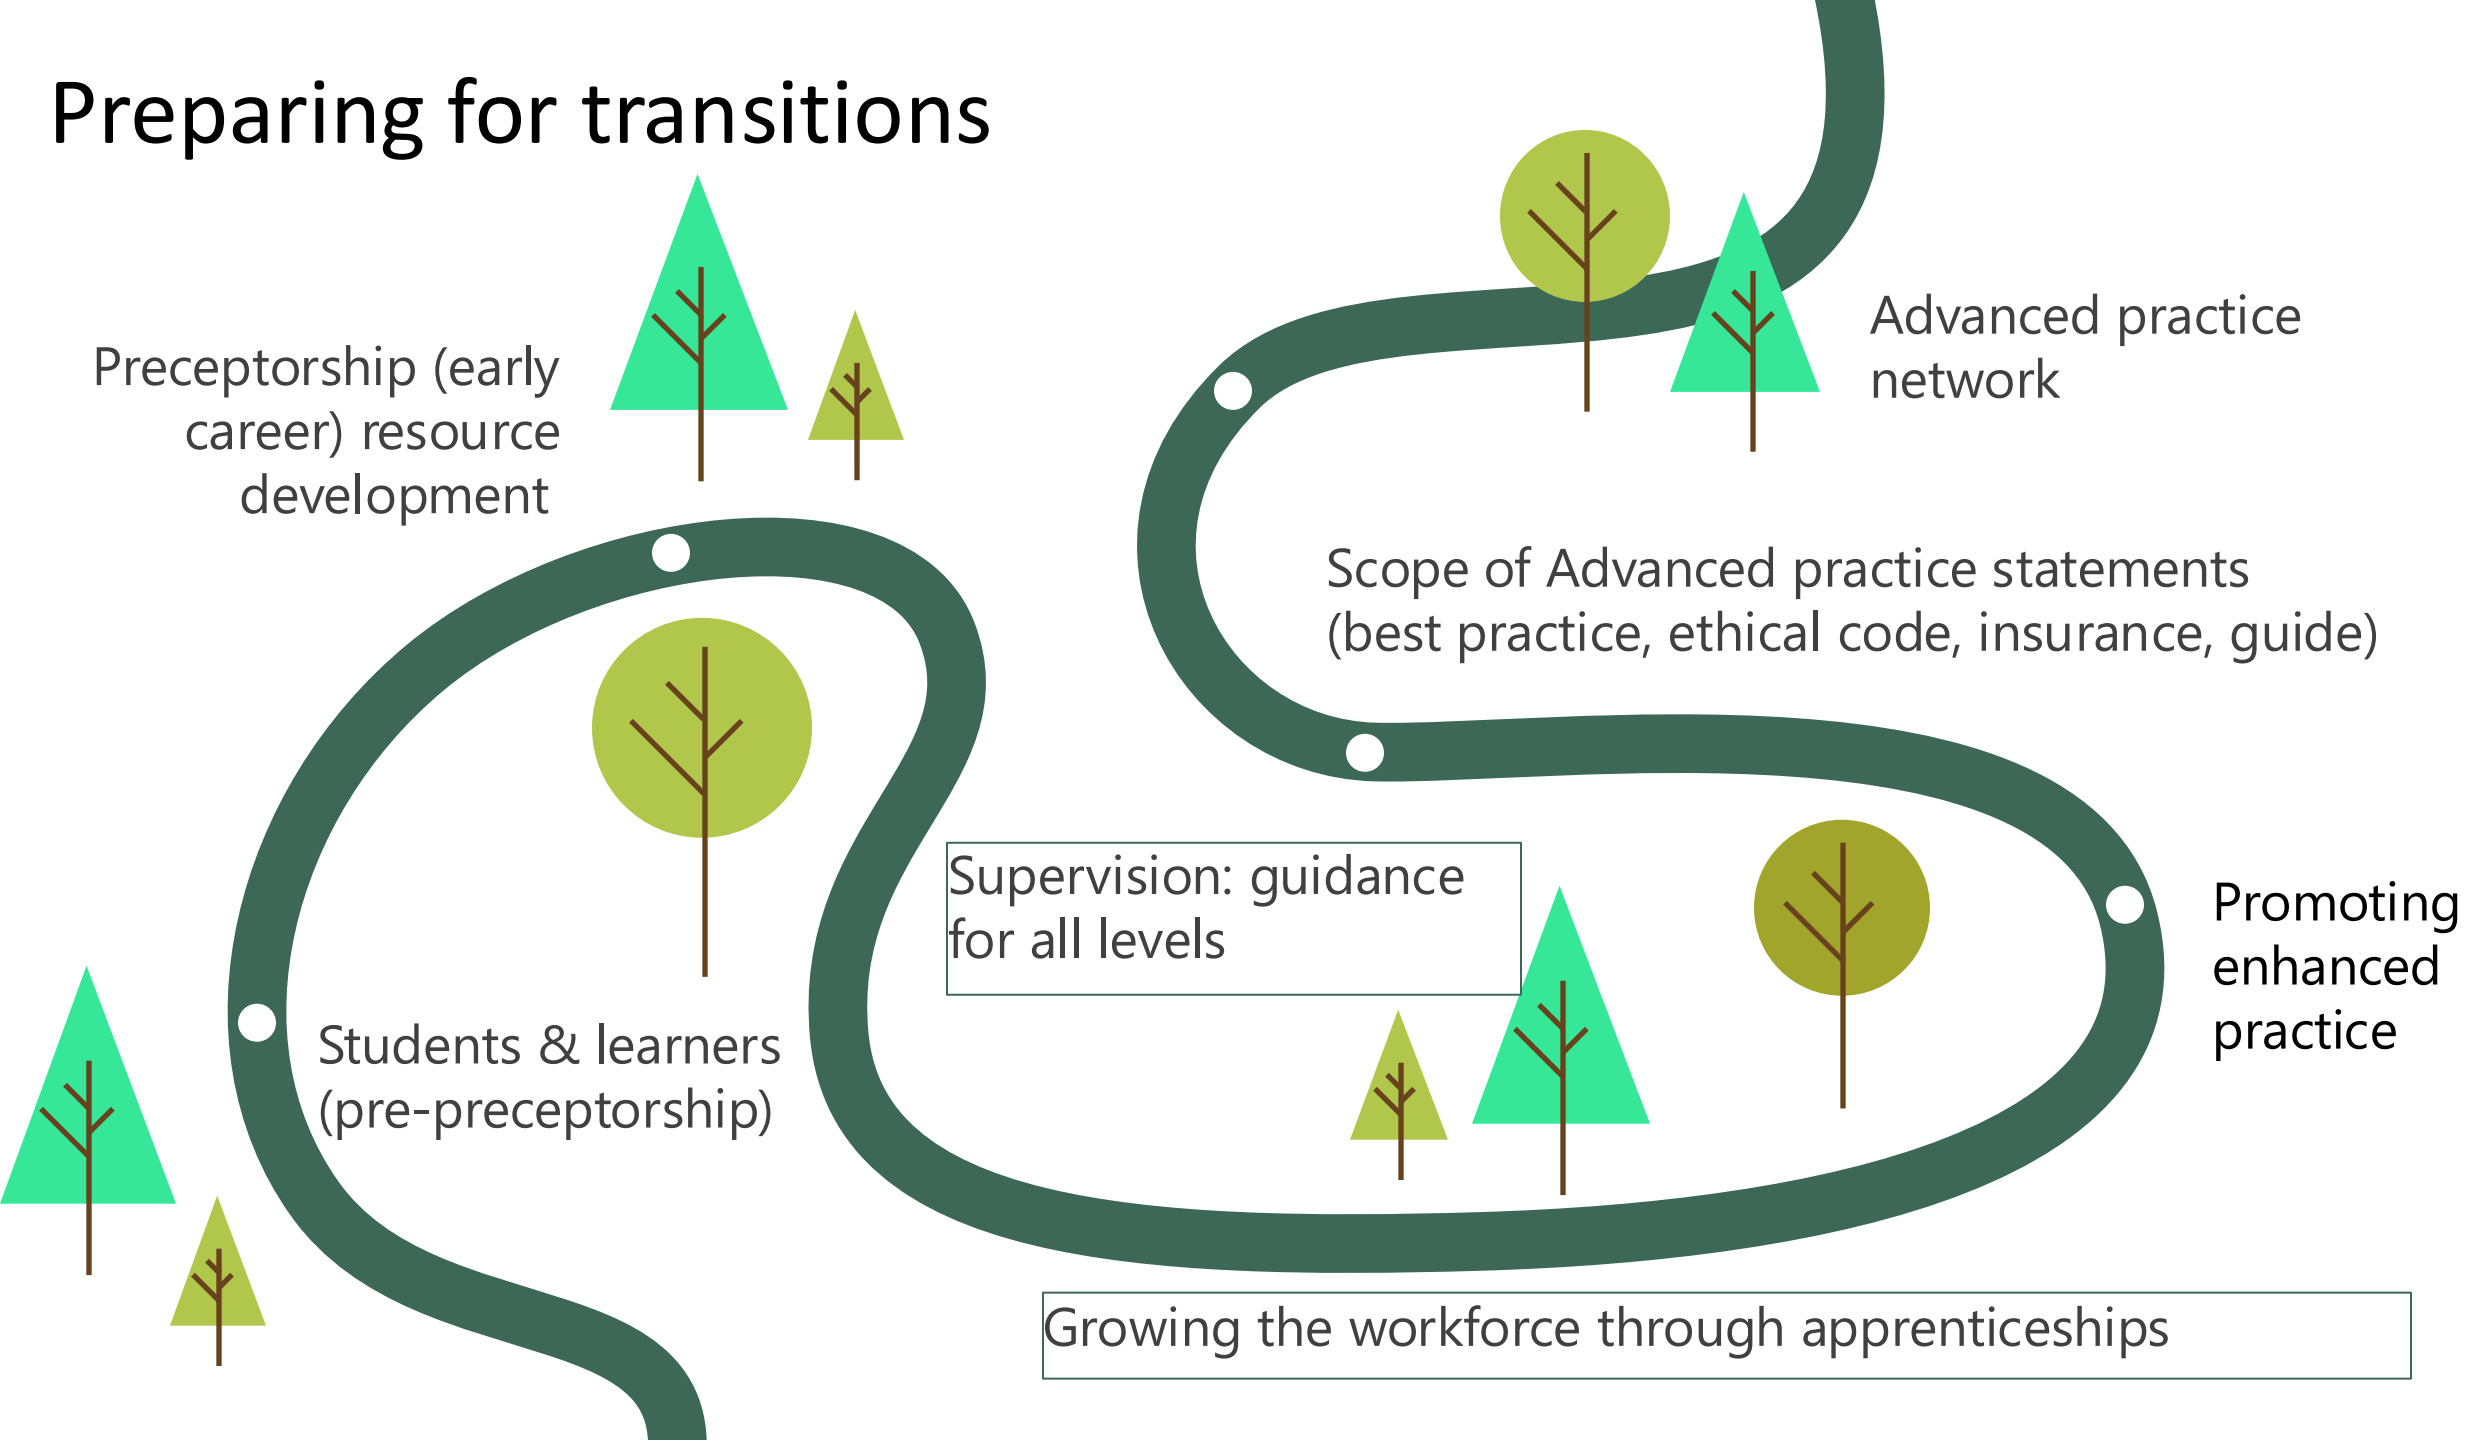 Preparing for transitions
Preceptorship (early
career) resource
development
Advanced practice
network
Scope of Advanced practice statements
(best practice, ethical code, insurance, guide)
Supervision: guidance
for all levels
Promoting
enhanced
practice
Students & learners
(pre-preceptorship)
Growing the workforce through apprenticeships